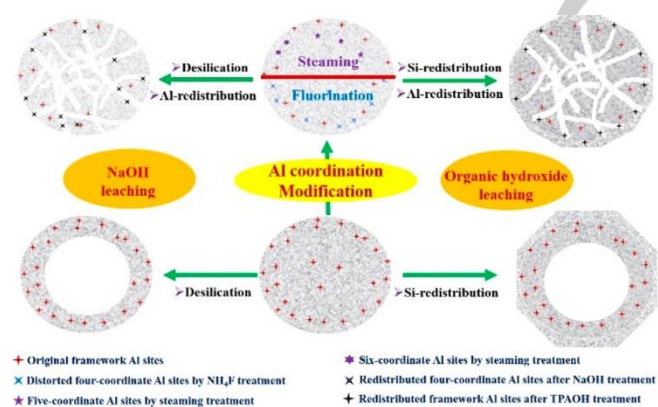 Steaming
Fluorination
➢Desilication
➢Al-redistribution
➢Si-redistribution
➢Al-redistribution
NaOH
leaching
Al coordination
Modification
Organic hydroxide
leaching
➢Desilication
➢Si-redistribution
Original framework Al sites
Distorted four-coordinate Al sites by NH₄F treatment
Five-coordinate Al sites by steaming treatment
Six-coordinate Al sites by steaming treatment
Redistributed four-coordinate Al sites after NaOH treatment
Redistributed framework Al sites after TPAOH treatment